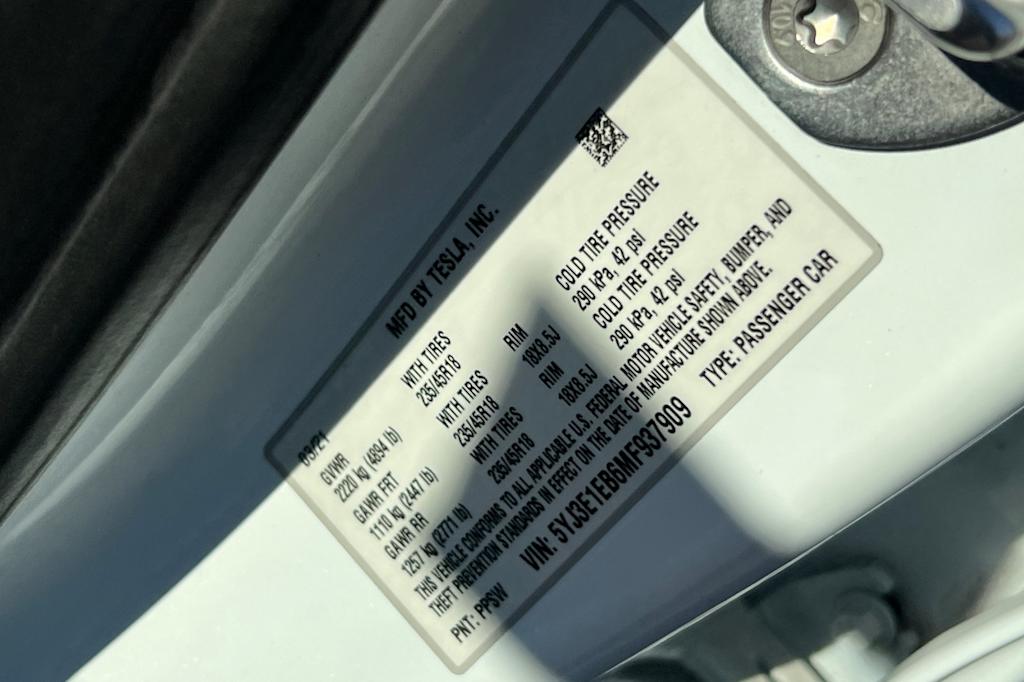 MFD BY TESLA, INC.
03/21
GVWR
2220 kg (4894 lb)
WITH TIRES
235/45R18
RIM
18X8.5J
COLD TIRE PRESSURE
290 kPa, 42 psi
GAWR FRT
1110 kg (2447 lb)
WITH TIRES
235/45R18
RIM
18X8.5J
COLD TIRE PRESSURE
290 kPa, 42 psi
GAWR RR
1257 kg (2771 lb)
WITH TIRES
235/45R18
THIS VEHICLE CONFORMS TO ALL APPLICABLE U.S. FEDERAL MOTOR VEHICLE SAFETY, BUMPER, AND
THEFT PREVENTION STANDARDS IN EFFECT ON THE DATE OF MANUFACTURE SHOWN ABOVE.
PNT: PPSW
VIN: 5YJ3E1EB6MF937909
TYPE: PASSENGER CAR